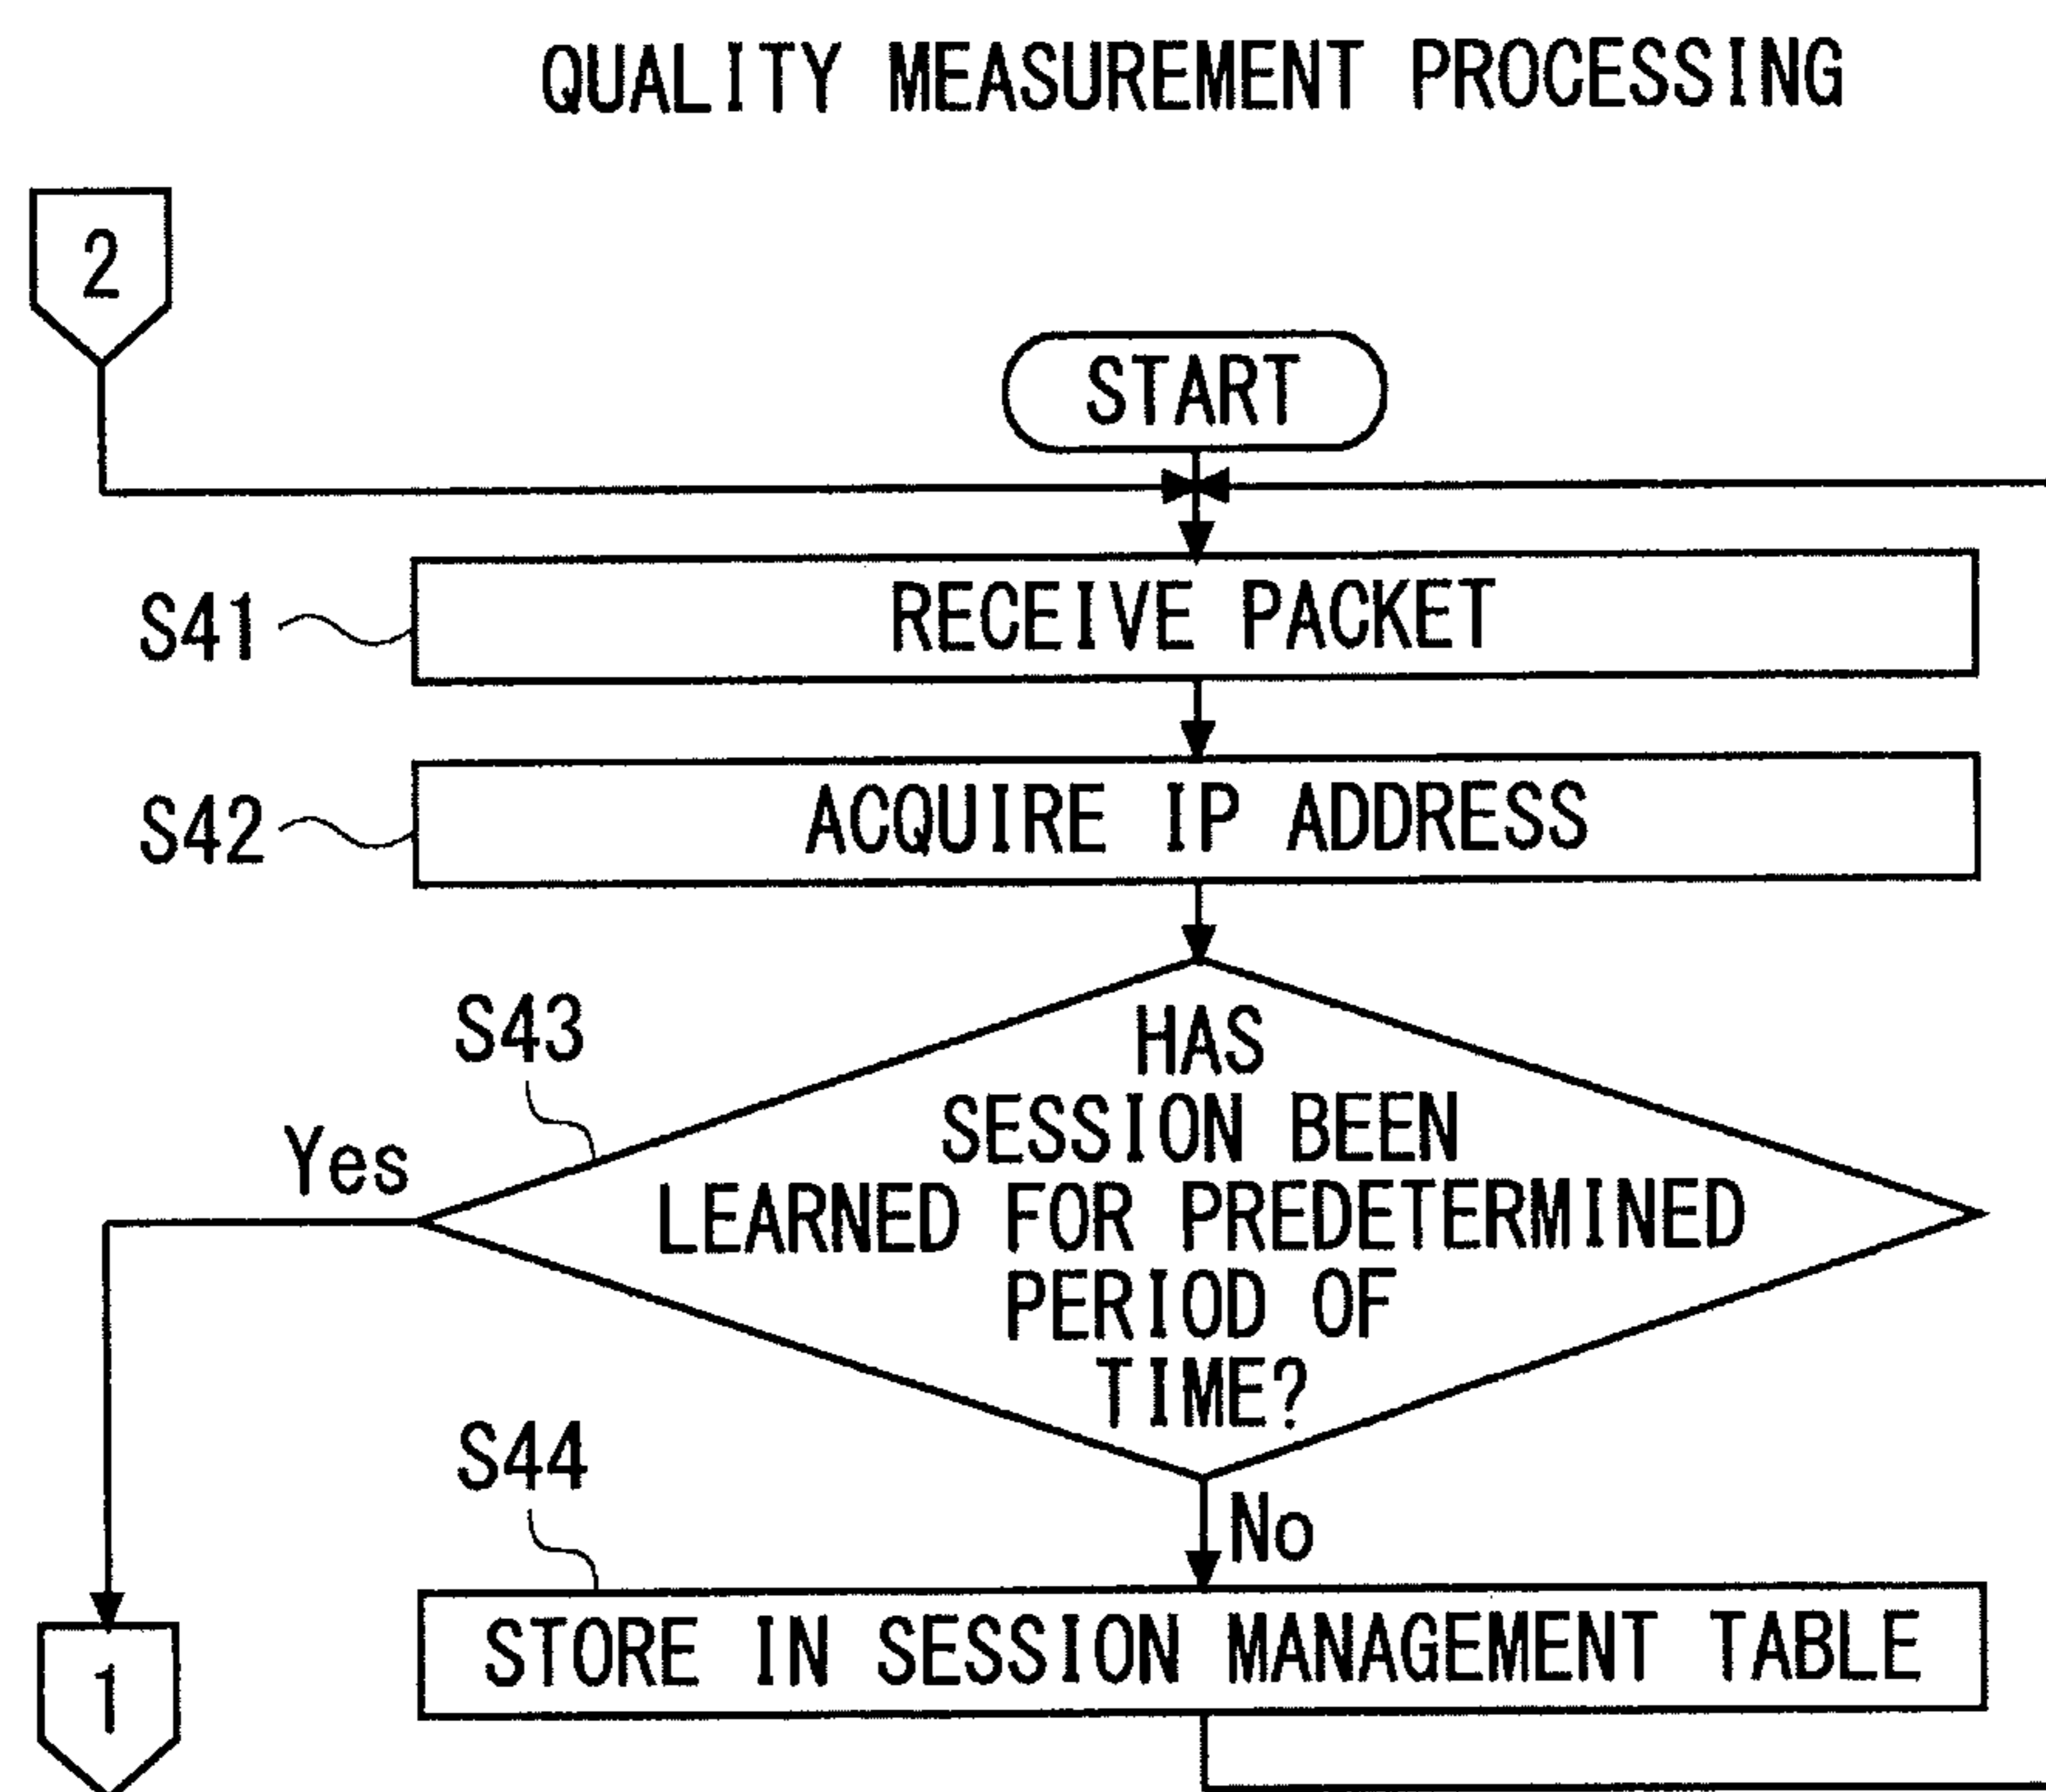 QUALITY MEASUREMENT PROCESSING
2
START
S41
RECEIVE PACKET
S42
ACQUIRE IP ADDRESS
S43
HAS
SESSION BEEN
LEARNED FOR PREDETERMINED
PERIOD OF
TIME?
Yes
No
S44
STORE IN SESSION MANAGEMENT TABLE
1